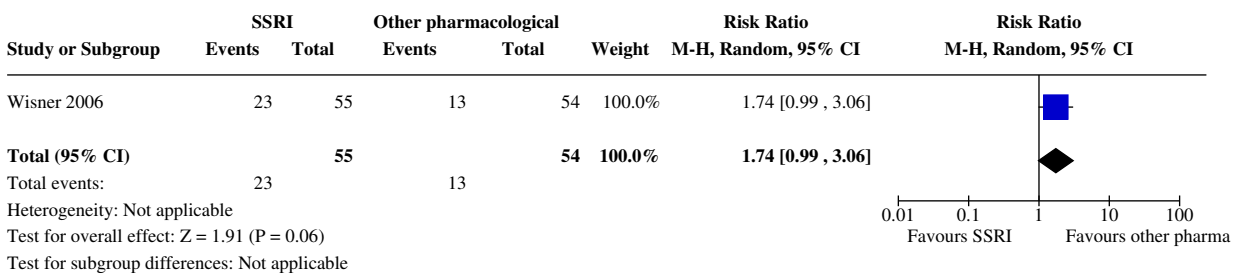 SSRI Other pharmacological Risk Ratio Risk Ratio
Study or Subgroup Events Total Events Total Weight M-H, Random, 95% CI M-H, Random, 95% CI
Wisner 2006 23 55 13 54 100.0% 1.74 [0.99 , 3.06]
Total (95% CI) 55 54 100.0% 1.74 [0.99 , 3.06]
Total events: 23 13
Heterogeneity: Not applicable
0.01 0.1 1 10 100
Test for overall effect: Z = 1.91 (P = 0.06) Favours SSRI Favours other pharma
Test for subgroup differences: Not applicable